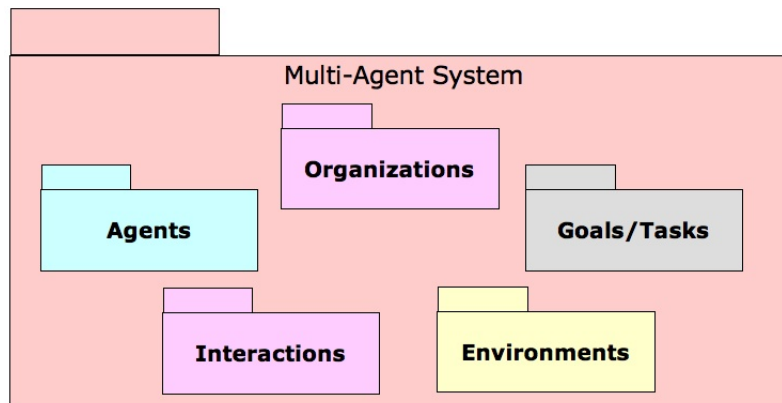 Multi-Agent System
Organizations
Agents
Goals/Tasks
Interactions
Environments